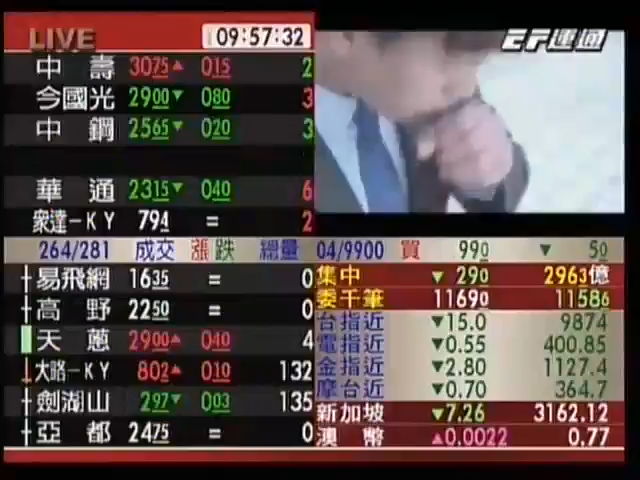 LIVE 09:57:32
EF連通
中壽 3075▲ 015 2
今國光 2900▼ 080 3
中鋼 2565▼ 020 3
華通 2315▼ 040 6
眾達-KY 794 = 2
264/281 成交 漲跌 總量
易飛網 1635 = 0
高野 2250 = 0
天蔥 2900▲ 040 4
大略-KY 802▲ 010 132
劍湖山 297▼ 003 135
亞都 2475 = 0
04/9900 買 990 ▼ 50
集中 ▼ 290 2963億
委千筆 11690 11586
台指近 ▼15.0 9874
電指近 ▼0.55 400.85
金指近 ▼2.80 1127.4
摩台近 ▼0.70 364.7
新加坡 ▼7.26 3162.12
澳幣 ▲0.0022 0.77